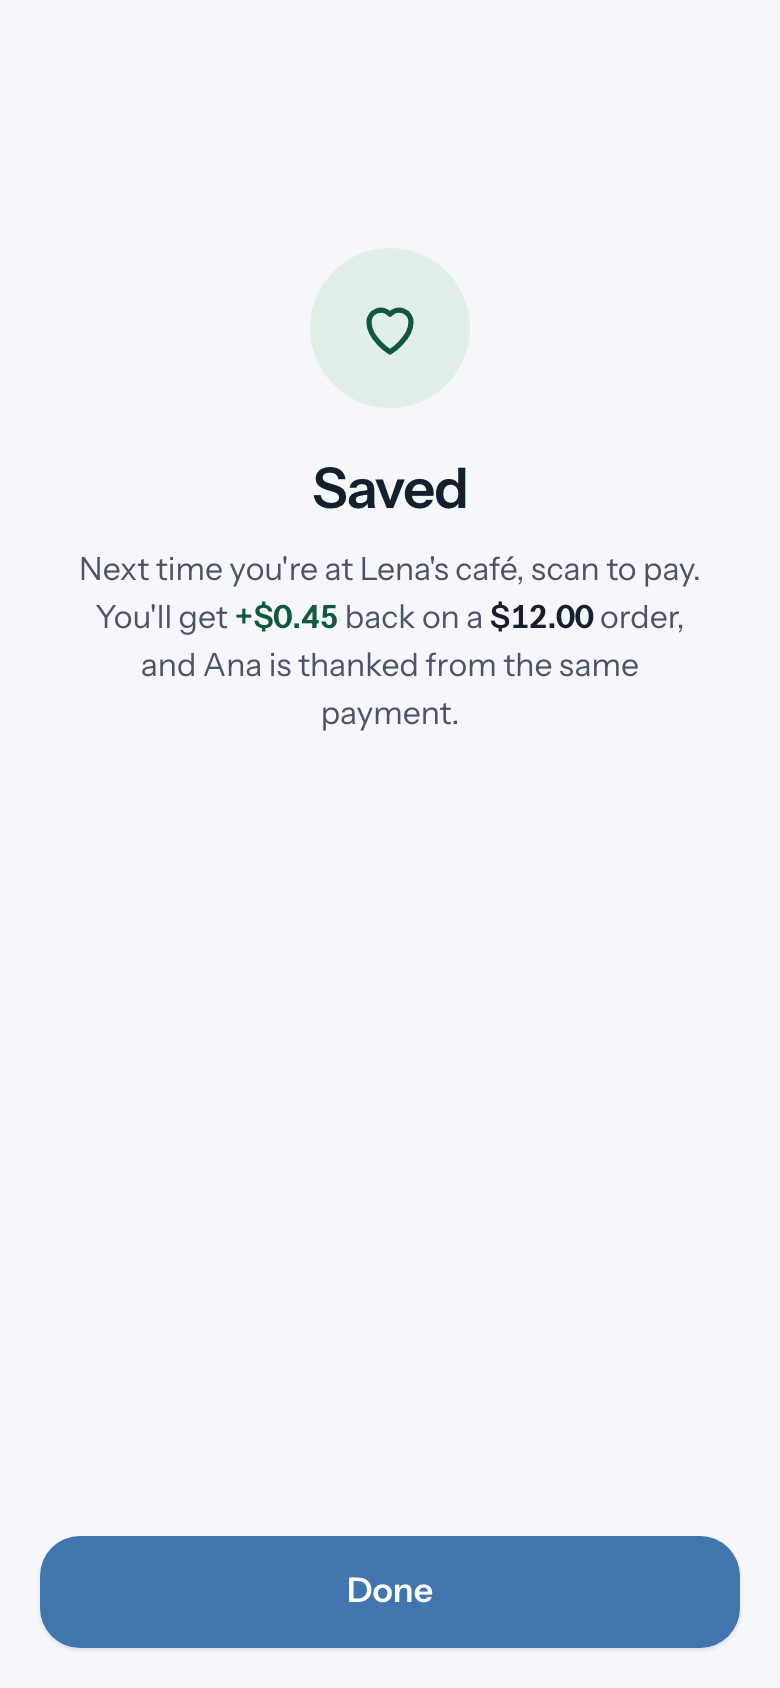 Saved
Next time you're at Lena's café, scan to pay.
You'll get +$0.45 back on a $12.00 order,
and Ana is thanked from the same
payment.
Done